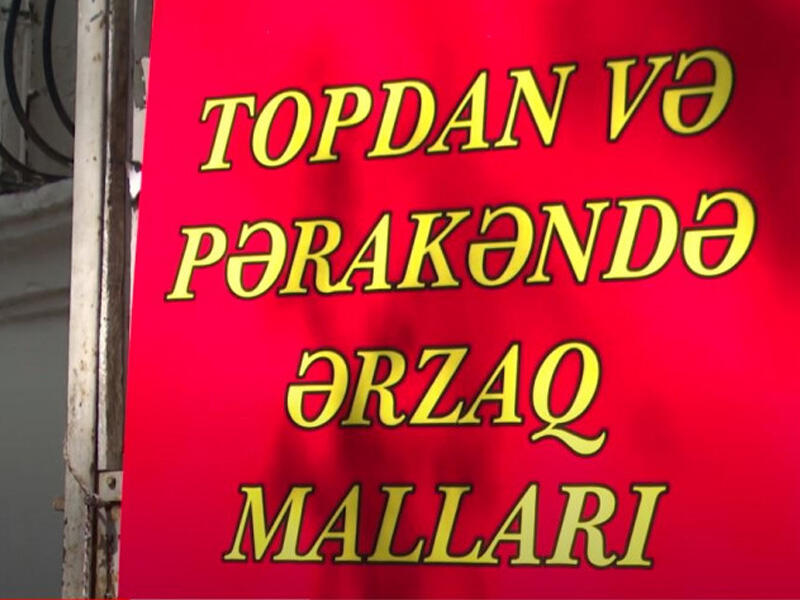 TOPDAN VƏ
PƏRAKƏNDƏ
ƏRZAQ
MALLARI